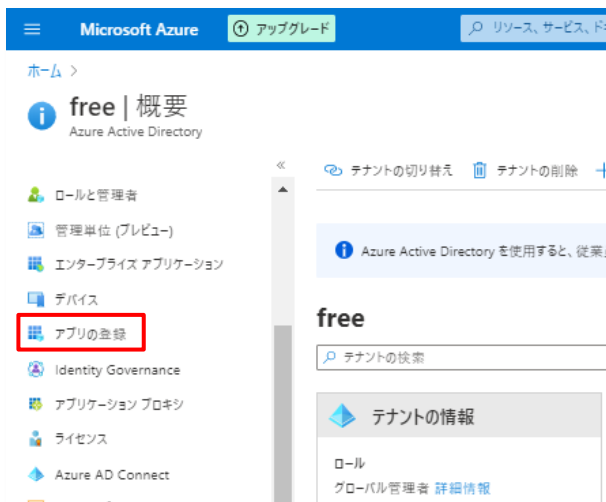 Microsoft Azure
アップグレード
リソース、サービス、ド
ホーム >
free | 概要
Azure Active Directory
«
テナントの切り替え
テナントの削除
+
ロールと管理者
管理単位 (プレビュー)
エンタープライズ アプリケーション
デバイス
アプリの登録
Identity Governance
アプリケーション プロキシ
ライセンス
Azure AD Connect
Azure Active Directory を使用すると、従業
free
テナントの検索
テナントの情報
ロール
グローバル管理者 詳細情報